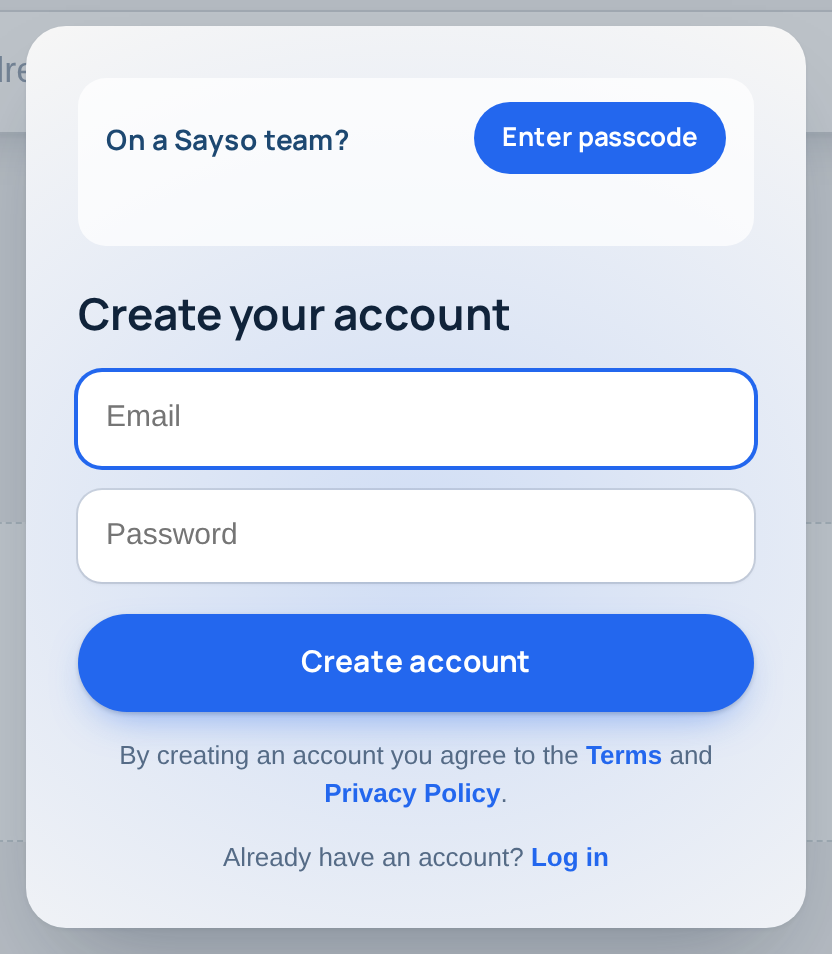 On a Sayso team?
Enter passcode
Create your account
Email
Password
Create account
By creating an account you agree to the Terms and
Privacy Policy.
Already have an account? Log in